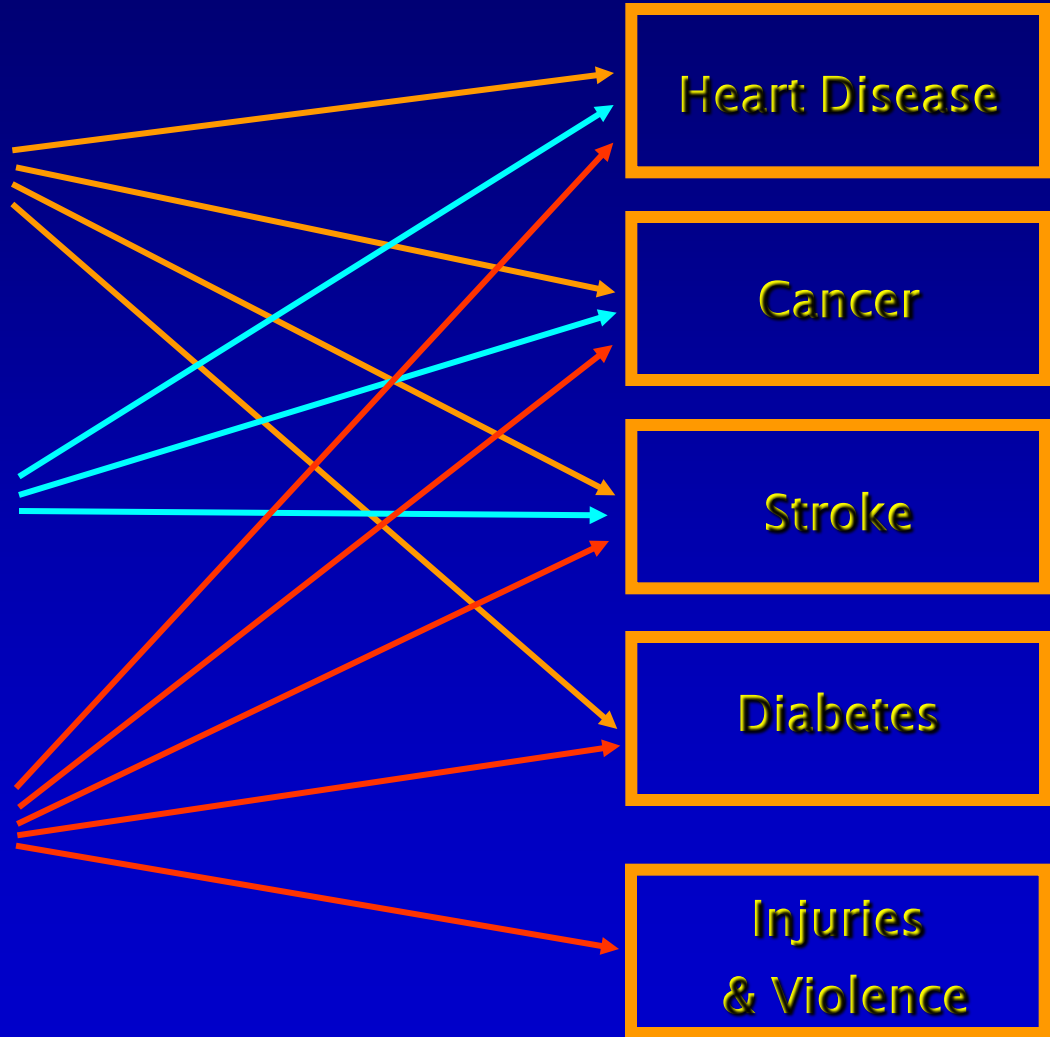 Heart Disease
Cancer
Stroke
Diabetes
Injuries
& Violence